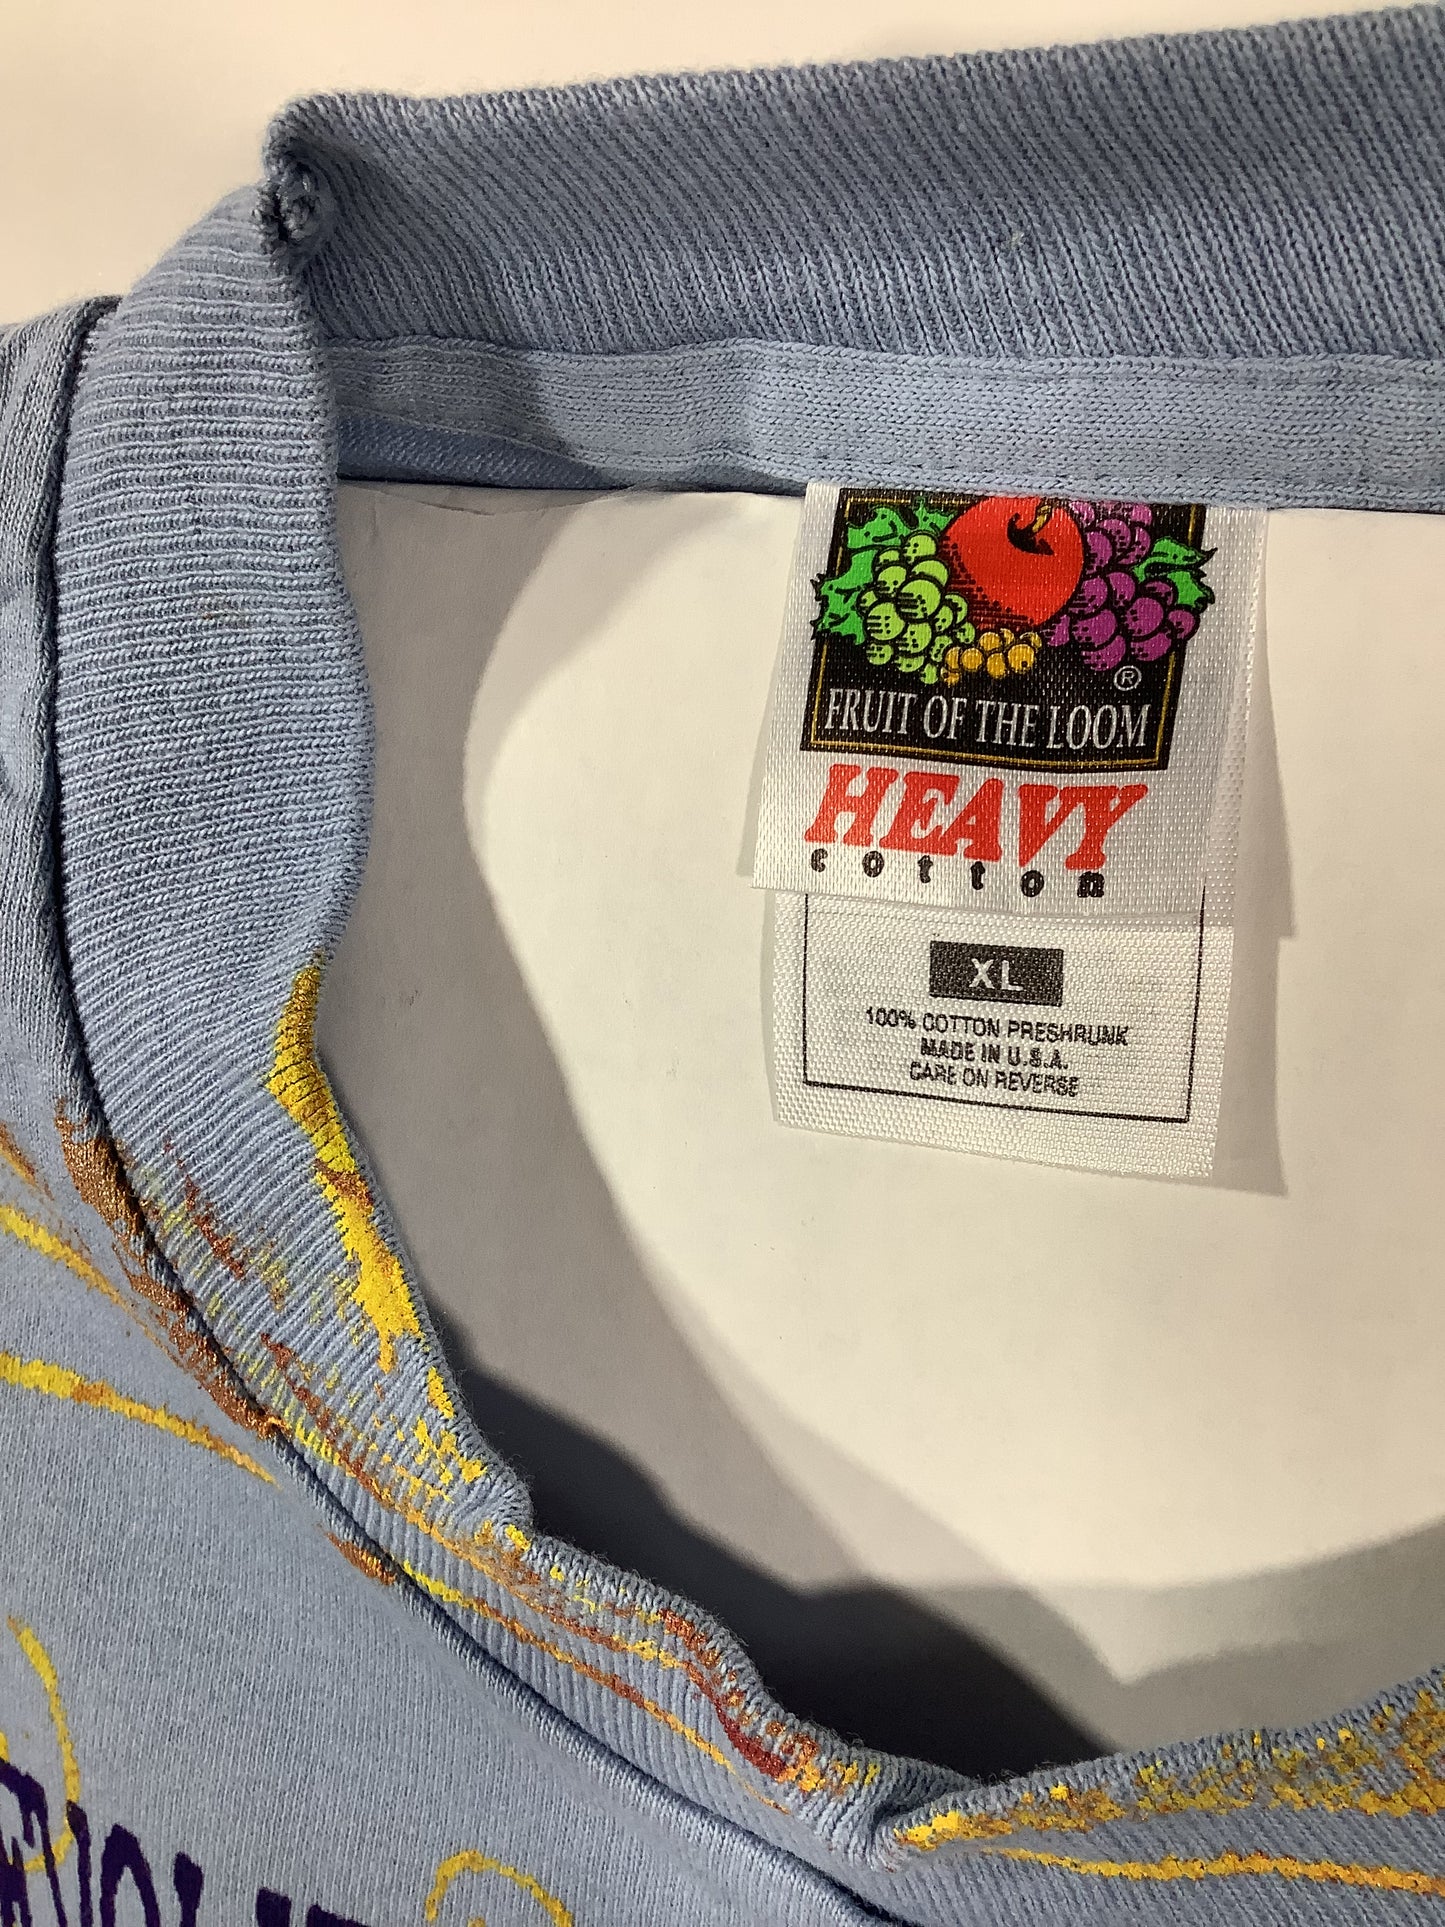 ®
FRUIT OF THE LOOM
HEAVY
cotton
XL
100% COTTON PRESHRUNK
MADE IN U.S.A.
CARE ON REVERSE